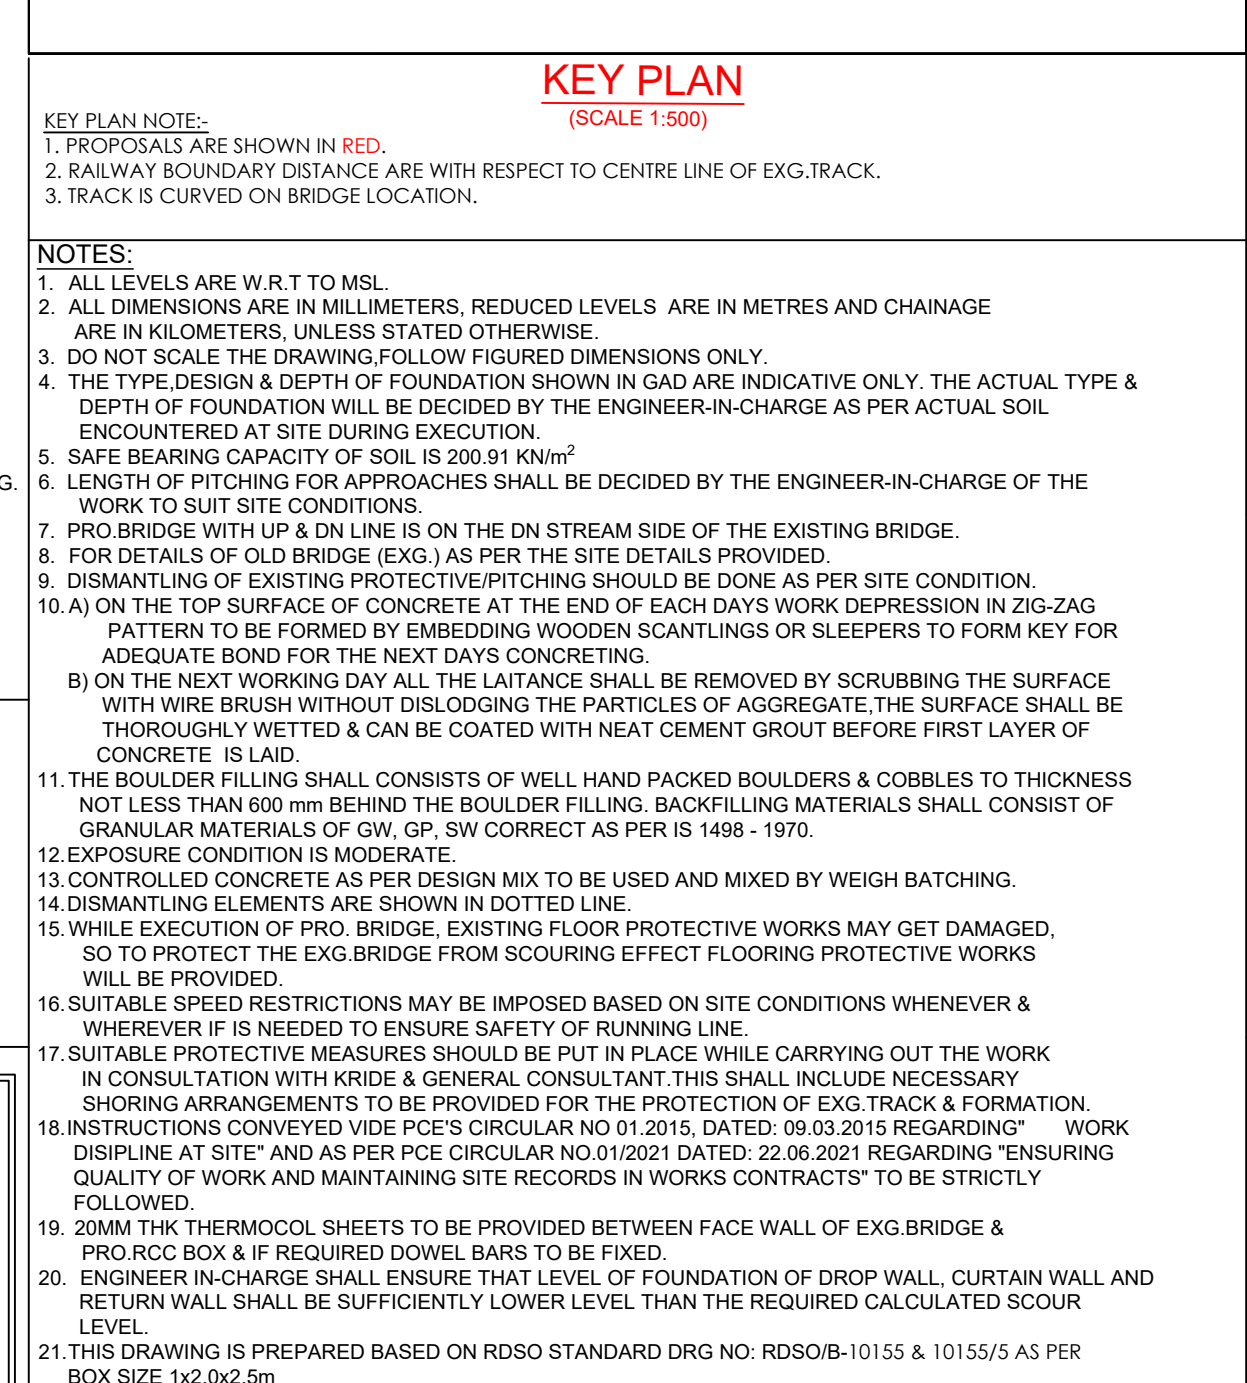 KEY PLAN
(SCALE 1:500)
KEY PLAN NOTE:-
1. PROPOSALS ARE SHOWN IN RED.
2. RAILWAY BOUNDARY DISTANCE ARE WITH RESPECT TO CENTRE LINE OF EXG.TRACK.
3. TRACK IS CURVED ON BRIDGE LOCATION.
NOTES:
1. ALL LEVELS ARE W.R.T TO MSL.
2. ALL DIMENSIONS ARE IN MILLIMETERS, REDUCED LEVELS ARE IN METRES AND CHAINAGE
ARE IN KILOMETERS, UNLESS STATED OTHERWISE.
3. DO NOT SCALE THE DRAWING,FOLLOW FIGURED DIMENSIONS ONLY.
4. THE TYPE,DESIGN & DEPTH OF FOUNDATION SHOWN IN GAD ARE INDICATIVE ONLY. THE ACTUAL TYPE &
DEPTH OF FOUNDATION WILL BE DECIDED BY THE ENGINEER-IN-CHARGE AS PER ACTUAL SOIL
ENCOUNTERED AT SITE DURING EXECUTION.
5. SAFE BEARING CAPACITY OF SOIL IS 200.91 KN/m²
G.
6. LENGTH OF PITCHING FOR APPROACHES SHALL BE DECIDED BY THE ENGINEER-IN-CHARGE OF THE
WORK TO SUIT SITE CONDITIONS.
7. PRO.BRIDGE WITH UP & DN LINE IS ON THE DN STREAM SIDE OF THE EXISTING BRIDGE.
8. FOR DETAILS OF OLD BRIDGE (EXG.) AS PER THE SITE DETAILS PROVIDED.
9. DISMANTLING OF EXISTING PROTECTIVE/PITCHING SHOULD BE DONE AS PER SITE CONDITION.
10. A) ON THE TOP SURFACE OF CONCRETE AT THE END OF EACH DAYS WORK DEPRESSION IN ZIG-ZAG
PATTERN TO BE FORMED BY EMBEDDING WOODEN SCANTLINGS OR SLEEPERS TO FORM KEY FOR
ADEQUATE BOND FOR THE NEXT DAYS CONCRETING.
B) ON THE NEXT WORKING DAY ALL THE LAITANCE SHALL BE REMOVED BY SCRUBBING THE SURFACE
WITH WIRE BRUSH WITHOUT DISLODGING THE PARTICLES OF AGGREGATE,THE SURFACE SHALL BE
THOROUGHLY WETTED & CAN BE COATED WITH NEAT CEMENT GROUT BEFORE FIRST LAYER OF
CONCRETE IS LAID.
11. THE BOULDER FILLING SHALL CONSISTS OF WELL HAND PACKED BOULDERS & COBBLES TO THICKNESS
NOT LESS THAN 600 mm BEHIND THE BOULDER FILLING. BACKFILLING MATERIALS SHALL CONSIST OF
GRANULAR MATERIALS OF GW, GP, SW CORRECT AS PER IS 1498 - 1970.
12. EXPOSURE CONDITION IS MODERATE.
13. CONTROLLED CONCRETE AS PER DESIGN MIX TO BE USED AND MIXED BY WEIGH BATCHING.
14. DISMANTLING ELEMENTS ARE SHOWN IN DOTTED LINE.
15. WHILE EXECUTION OF PRO. BRIDGE, EXISTING FLOOR PROTECTIVE WORKS MAY GET DAMAGED,
SO TO PROTECT THE EXG.BRIDGE FROM SCOURING EFFECT FLOORING PROTECTIVE WORKS
WILL BE PROVIDED.
16. SUITABLE SPEED RESTRICTIONS MAY BE IMPOSED BASED ON SITE CONDITIONS WHENEVER &
WHEREVER IF IS NEEDED TO ENSURE SAFETY OF RUNNING LINE.
17. SUITABLE PROTECTIVE MEASURES SHOULD BE PUT IN PLACE WHILE CARRYING OUT THE WORK
IN CONSULTATION WITH KRIDE & GENERAL CONSULTANT.THIS SHALL INCLUDE NECESSARY
SHORING ARRANGEMENTS TO BE PROVIDED FOR THE PROTECTION OF EXG.TRACK & FORMATION.
18. INSTRUCTIONS CONVEYED VIDE PCE'S CIRCULAR NO 01.2015, DATED: 09.03.2015 REGARDING" WORK
DISIPLINE AT SITE" AND AS PER PCE CIRCULAR NO.01/2021 DATED: 22.06.2021 REGARDING "ENSURING
QUALITY OF WORK AND MAINTAINING SITE RECORDS IN WORKS CONTRACTS" TO BE STRICTLY
FOLLOWED.
19. 20MM THK THERMOCOL SHEETS TO BE PROVIDED BETWEEN FACE WALL OF EXG.BRIDGE &
PRO.RCC BOX & IF REQUIRED DOWEL BARS TO BE FIXED.
20. ENGINEER IN-CHARGE SHALL ENSURE THAT LEVEL OF FOUNDATION OF DROP WALL, CURTAIN WALL AND
RETURN WALL SHALL BE SUFFICIENTLY LOWER LEVEL THAN THE REQUIRED CALCULATED SCOUR
LEVEL.
21. THIS DRAWING IS PREPARED BASED ON RDSO STANDARD DRG NO: RDSO/B-10155 & 10155/5 AS PER
BOX SIZE 1x2.0x2.5m